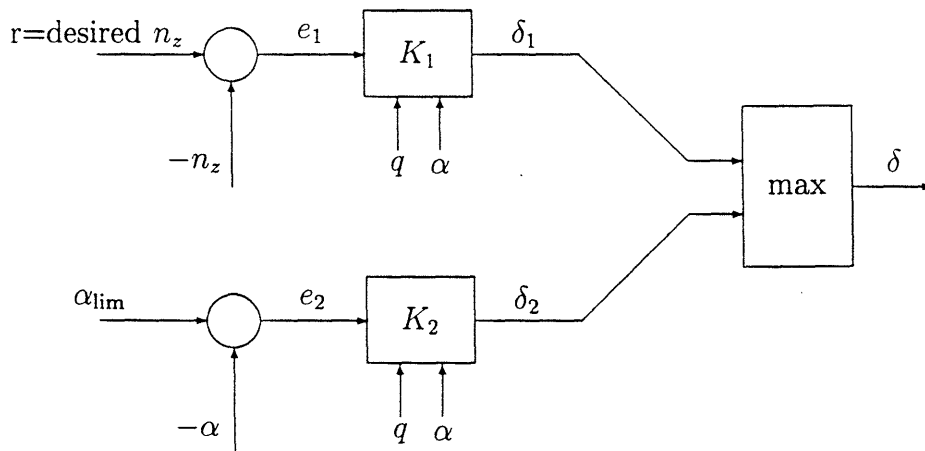 r=desired n_z
e_1
K_1
δ_1
-n_z
q
α
max
δ
α_lim
e_2
K_2
δ_2
-α
q
α